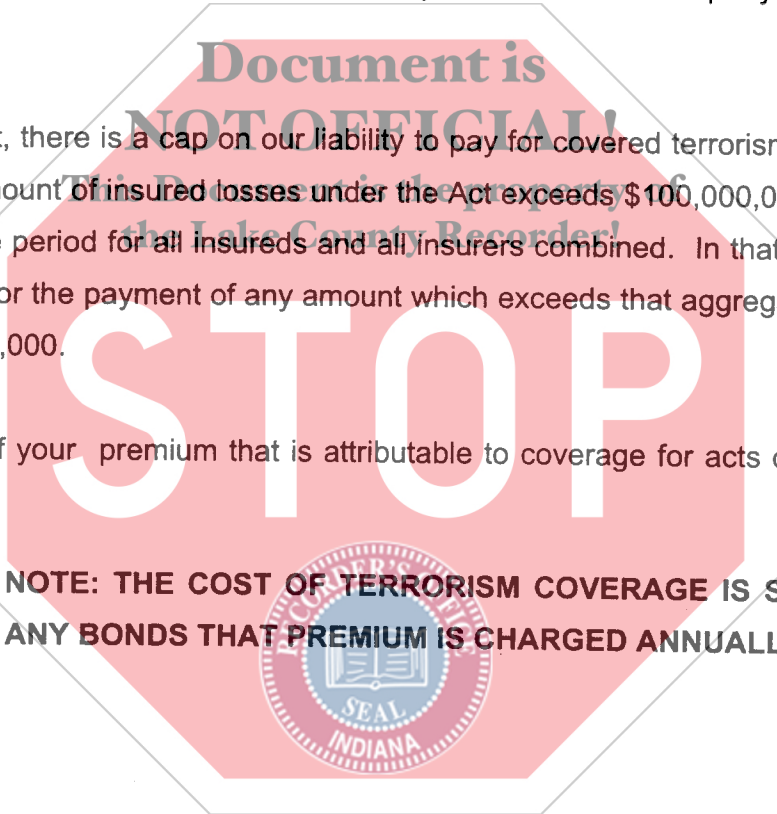 Document is
NOT OFFICIAL!
, there is a cap on our liability to pay for covered terrorism
This Document is the property of
of insured losses under the Act exceeds $100,000,0
the Lake County Recorder!
period for all insureds and all insurers combined. In that
or the payment of any amount which exceeds that aggreg
,000.
STOP
your premium that is attributable to coverage for acts
NOTE: THE COST OF TERRORISM COVERAGE IS S
ANY BONDS THAT PREMIUM IS CHARGED ANNUALL
RECORDER'S OFFICE
SEAL
INDIANA